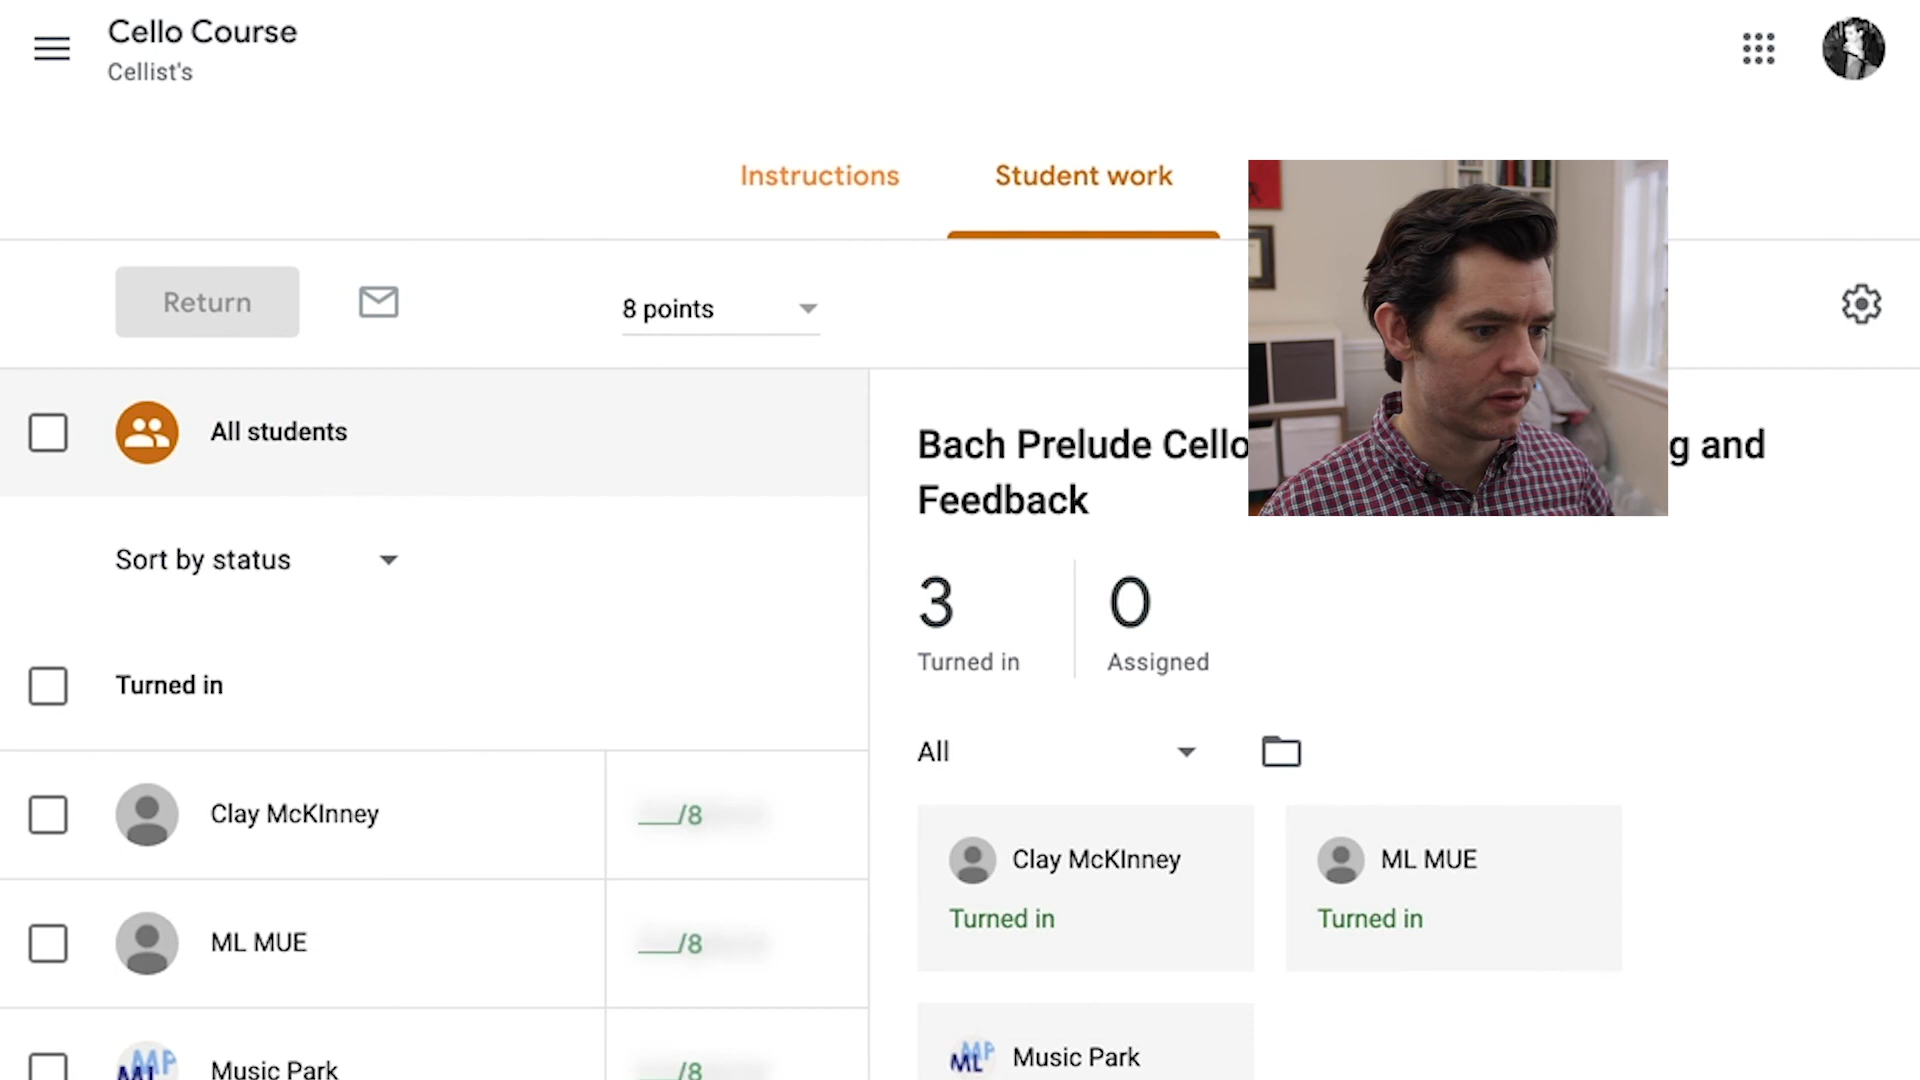 Cello Course
Cellist's
Instructions
Student work
Return
8 points
All students
Bach Prelude Cello g and
Feedback
Sort by status
3
Turned in
0
Assigned
Turned in
All
Clay McKInney
/8
Clay McKInney
Turned in
ML MUE
Turned in
ML MUE
/8
Music Park
/8
Music Park